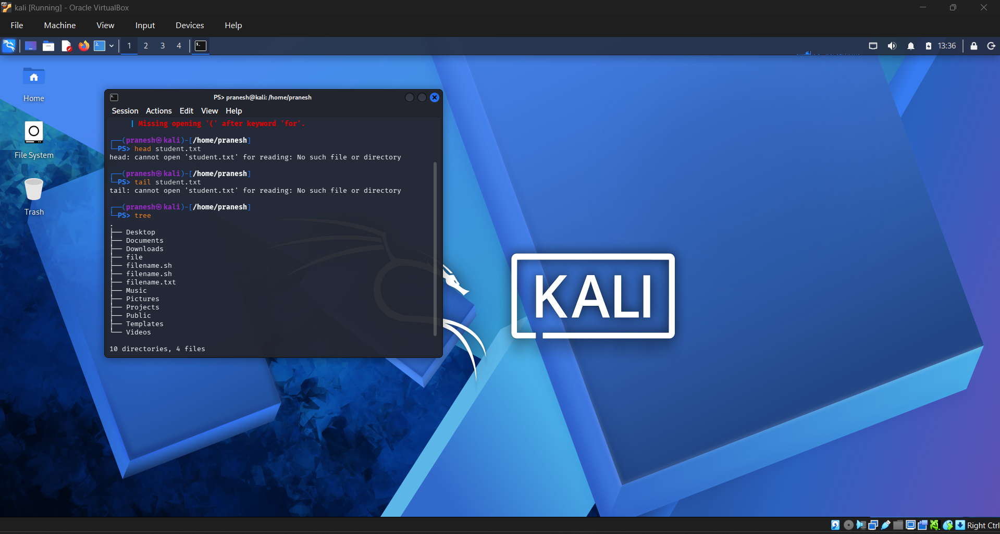 kali [Running] - Oracle VirtualBox
File Machine View Input Devices Help
1 2 3 4 13:36
Home
File System
Trash
PS> pranesh@kali: /home/pranesh
Session Actions Edit View Help
| Missing opening '(' after keyword 'for'.
┌──(pranesh㉿kali)-[/home/pranesh]
└─PS> head student.txt
head: cannot open 'student.txt' for reading: No such file or directory
┌──(pranesh㉿kali)-[/home/pranesh]
└─PS> tail student.txt
tail: cannot open 'student.txt' for reading: No such file or directory
┌──(pranesh㉿kali)-[/home/pranesh]
└─PS> tree
.
├── Desktop
├── Documents
├── Downloads
├── file
├── filename.sh
├── filename.sh
├── filename.txt
├── Music
├── Pictures
├── Projects
├── Public
├── Templates
└── Videos
10 directories, 4 files
KALI
Right Ctrl